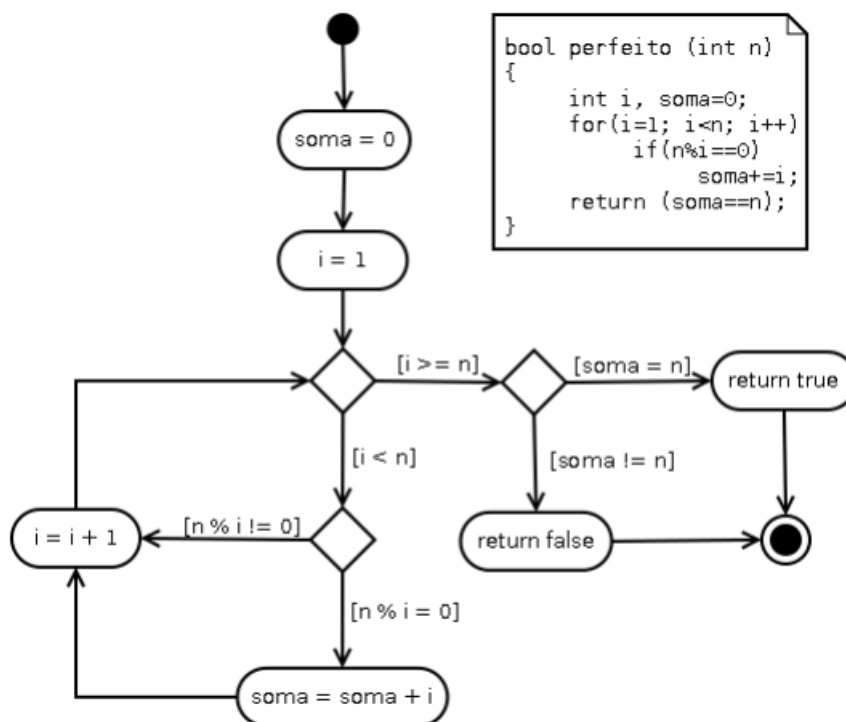 bool perfeito (int n)
{
int i, soma=0;
for(i=1; i<n; i++)
if(n%i==0)
soma+=i;
return (soma==n);
}
soma = 0
i = 1
[i >= n]
[soma = n]
return true
[i < n]
[soma != n]
i = i + 1
[n % i != 0]
return false
[n % i = 0]
soma = soma + i